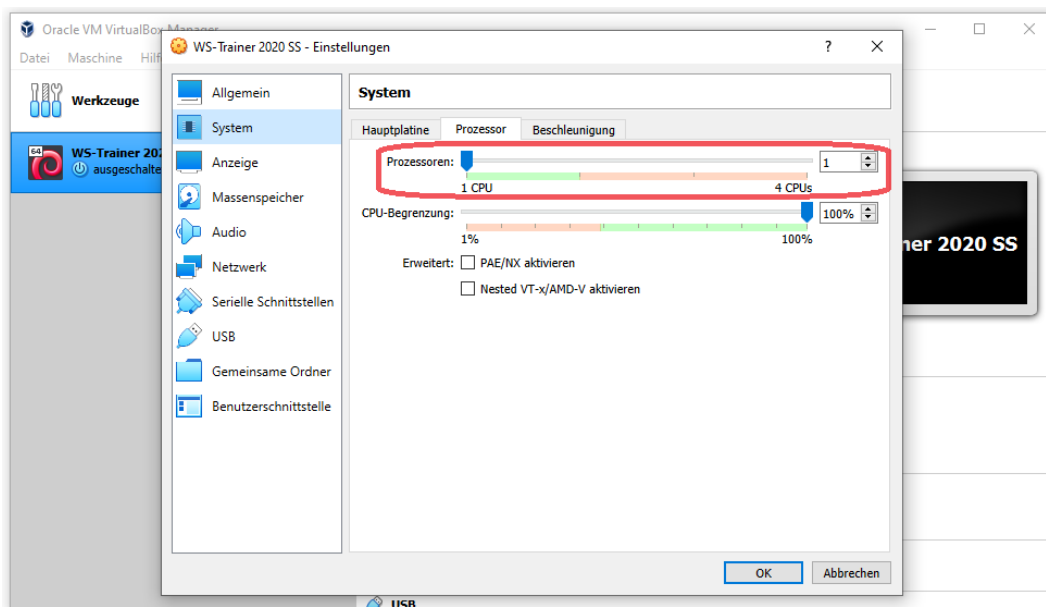 Oracle VM VirtualBox Manager
Datei Maschine Hilf
Werkzeuge
64
WS-Trainer 202
ausgeschalte
WS-Trainer 2020 SS - Einstellungen
?
Allgemein
System
Anzeige
Massenspeicher
Audio
Netzwerk
Serielle Schnittstellen
USB
Gemeinsame Ordner
Benutzerschnittstelle
System
Hauptplatine Prozessor Beschleunigung
Prozessoren: 1
1 CPU 4 CPUs
CPU-Begrenzung: 100%
1% 100%
Erweitert: PAE/NX aktivieren
Nested VT-x/AMD-V aktivieren
OK Abbrechen
ner 2020 SS
USB